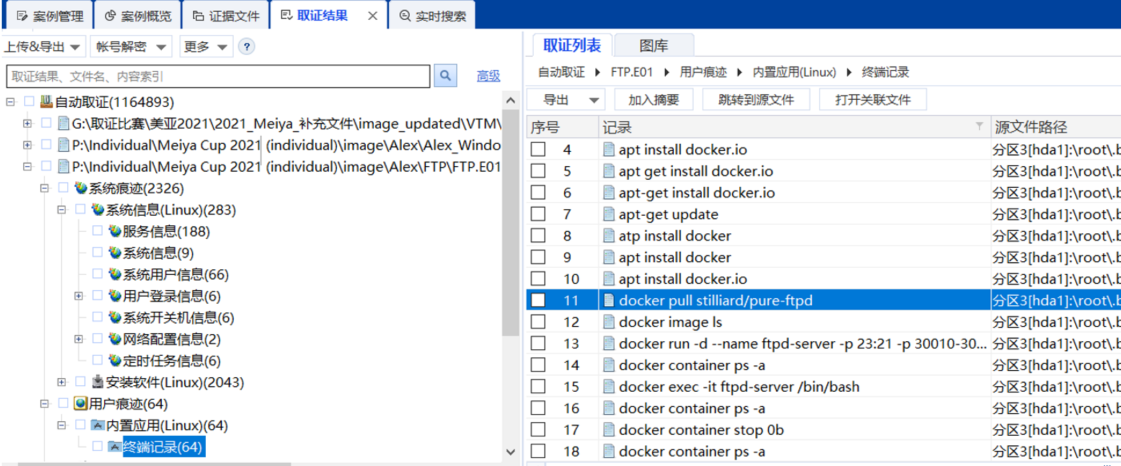 案例管理 案例概览 证据文件 取证结果 × 实时搜索
上传&导出 帐号解密 更多 ?
取证结果、文件名、内容索引 高级
自动取证(1164893)
G:\取证比赛\美亚2021\2021_Meiya_补充文件\image_updated\VTM\
P:\Individual\Meiya Cup 2021 (individual)\image\Alex\Alex_Windo
P:\Individual\Meiya Cup 2021 (individual)\image\Alex\FTP\FTP.E01
系统痕迹(2326)
系统信息(Linux)(283)
服务信息(188)
系统信息(9)
系统用户信息(66)
用户登录信息(6)
系统开关机信息(6)
网络配置信息(2)
定时任务信息(6)
安装软件(Linux)(2043)
用户痕迹(64)
内置应用(Linux)(64)
终端记录(64)
取证列表 图库
自动取证 FTP.E01 用户痕迹 内置应用(Linux) 终端记录
导出 加入摘要 跳转到源文件 打开关联文件
序号 记录 源文件路径
4 apt install docker.io 分区3[hda1]:\root\.b
5 apt get install docker.io 分区3[hda1]:\root\.b
6 apt-get install docker.io 分区3[hda1]:\root\.b
7 apt-get update 分区3[hda1]:\root\.b
8 atp install docker 分区3[hda1]:\root\.b
9 apt install docker 分区3[hda1]:\root\.b
10 apt install docker.io 分区3[hda1]:\root\.b
11 docker pull stilliard/pure-ftpd 分区3[hda1]:\root\.b
12 docker image ls 分区3[hda1]:\root\.b
13 docker run -d --name ftpd-server -p 23:21 -p 30010-30... 分区3[hda1]:\root\.b
14 docker container ps -a 分区3[hda1]:\root\.b
15 docker exec -it ftpd-server /bin/bash 分区3[hda1]:\root\.b
16 docker container ps -a 分区3[hda1]:\root\.b
17 docker container stop 0b 分区3[hda1]:\root\.b
18 docker container ps -a 分区3[hda1]:\root\.b